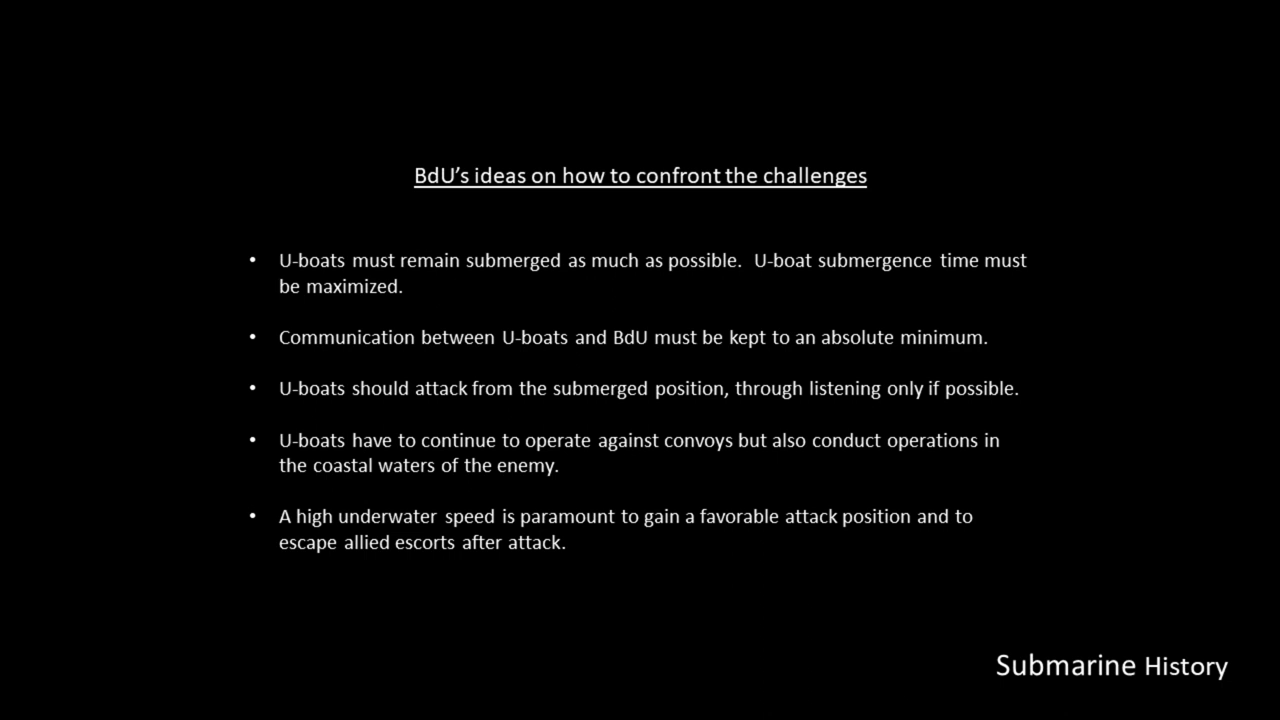 BdU’s ideas on how to confront the challenges
• U-boats must remain submerged as much as possible. U-boat submergence time must
be maximized.
• Communication between U-boats and BdU must be kept to an absolute minimum.
• U-boats should attack from the submerged position, through listening only if possible.
• U-boats have to continue to operate against convoys but also conduct operations in
the coastal waters of the enemy.
• A high underwater speed is paramount to gain a favorable attack position and to
escape allied escorts after attack.
Submarine History